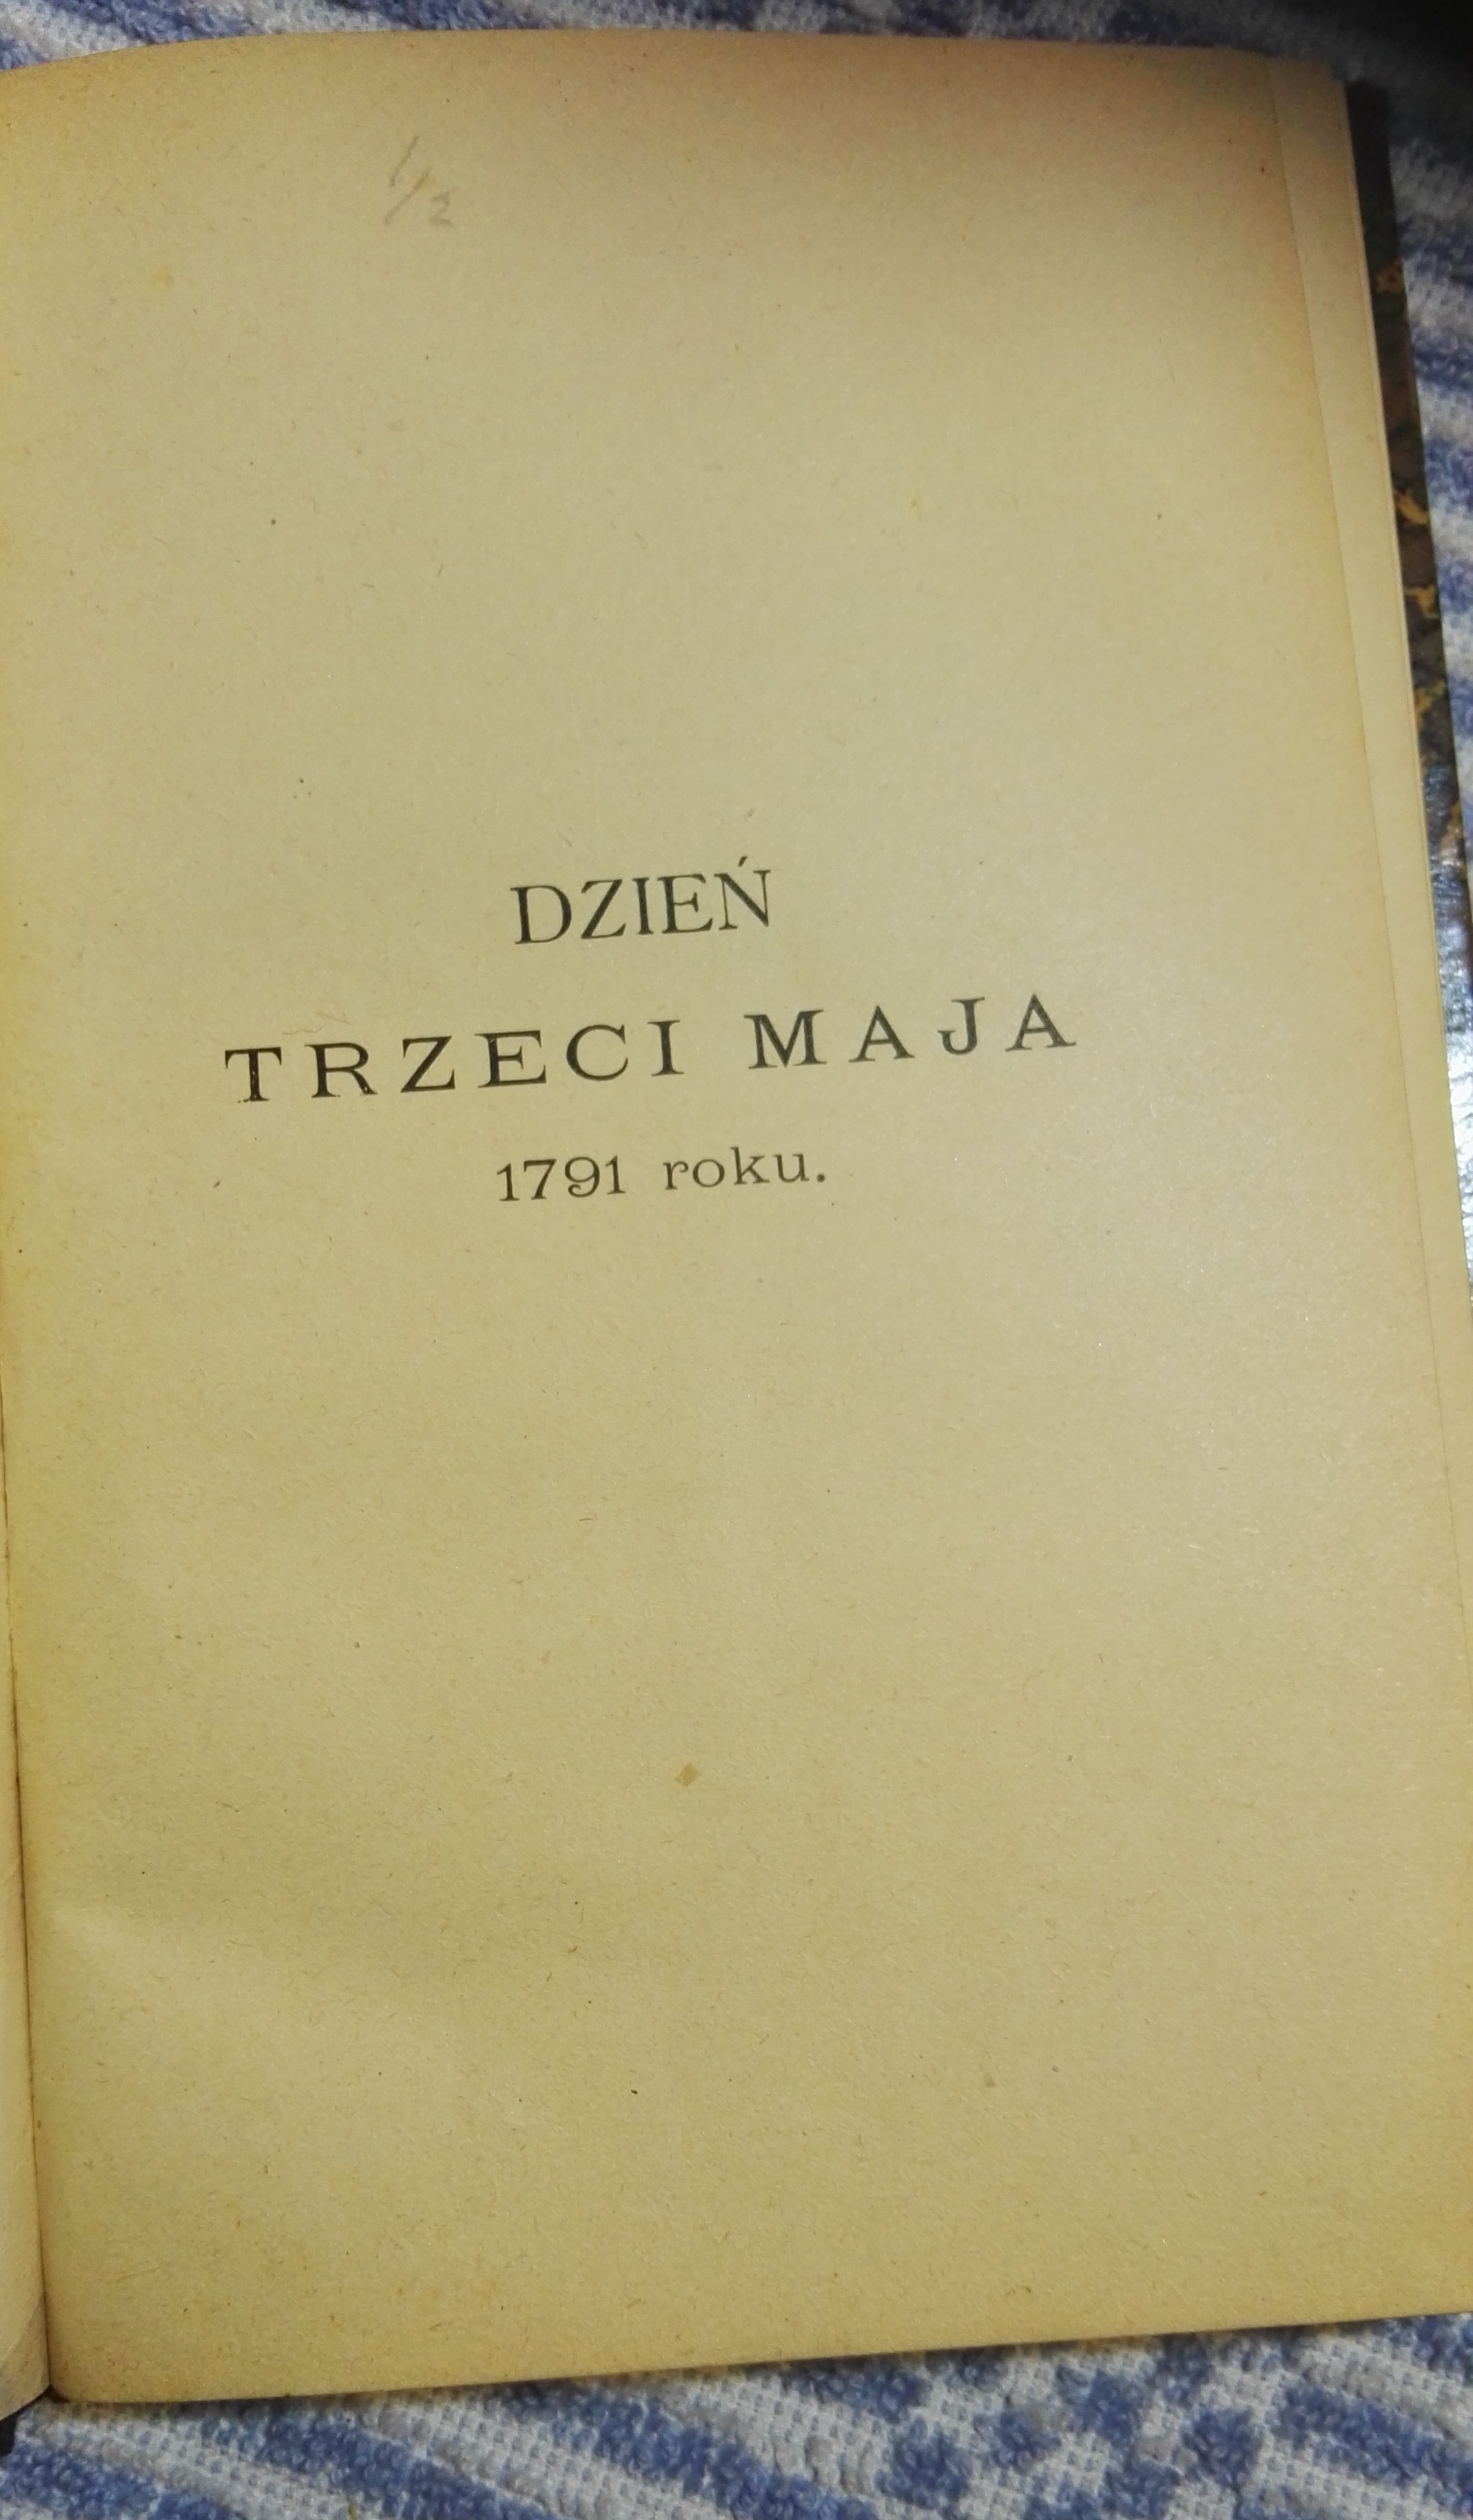 1/2
DZIEŃ
TRZECI MAJA
1791 roku.